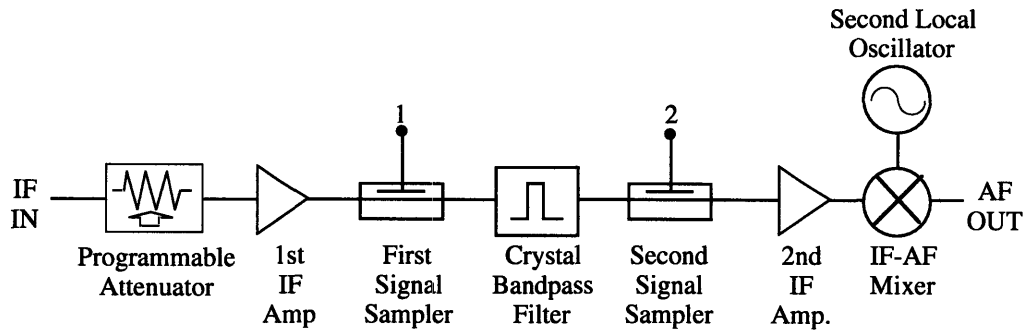 Second Local
Oscillator
1
2
IF
IN
AF
OUT
Programmable
Attenuator
1st
IF
Amp
First
Signal
Sampler
Crystal
Bandpass
Filter
Second
Signal
Sampler
2nd
IF
Amp.
IF-AF
Mixer